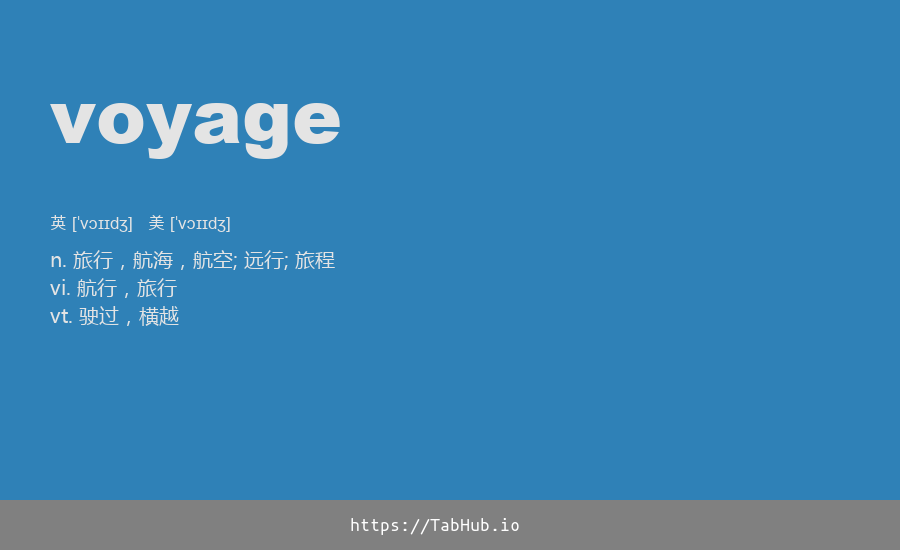 voyage
英 [ˈvɔɪɪdʒ] 美 [ˈvɔɪɪdʒ]
n. 旅行，航海，航空; 远行; 旅程
vi. 航行，旅行
vt. 驶过，横越
https://TabHub.io